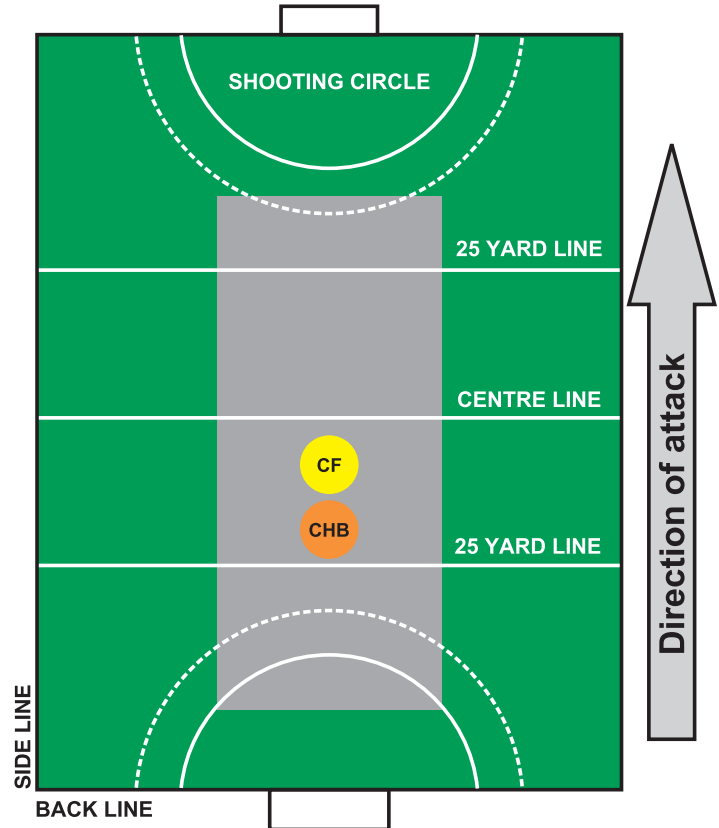 SHOOTING CIRCLE
25 YARD LINE
CENTRE LINE
CF
CHB
25 YARD LINE
Direction of attack
SIDE LINE
BACK LINE